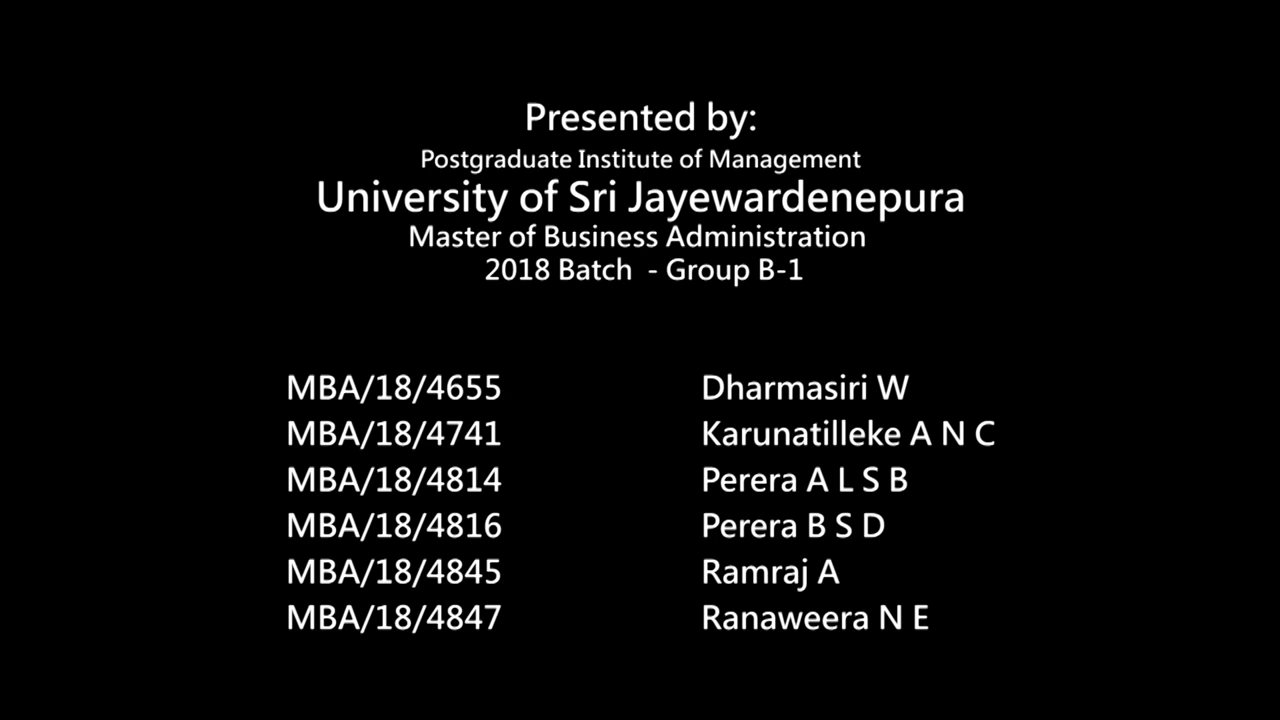 Presented by:
Postgraduate Institute of Management
University of Sri Jayewardenepura
Master of Business Administration
2018 Batch - Group B-1
MBA/18/4655 Dharmasiri W
MBA/18/4741 Karunatilleke A N C
MBA/18/4814 Perera A L S B
MBA/18/4816 Perera B S D
MBA/18/4845 Ramraj A
MBA/18/4847 Ranaweera N E